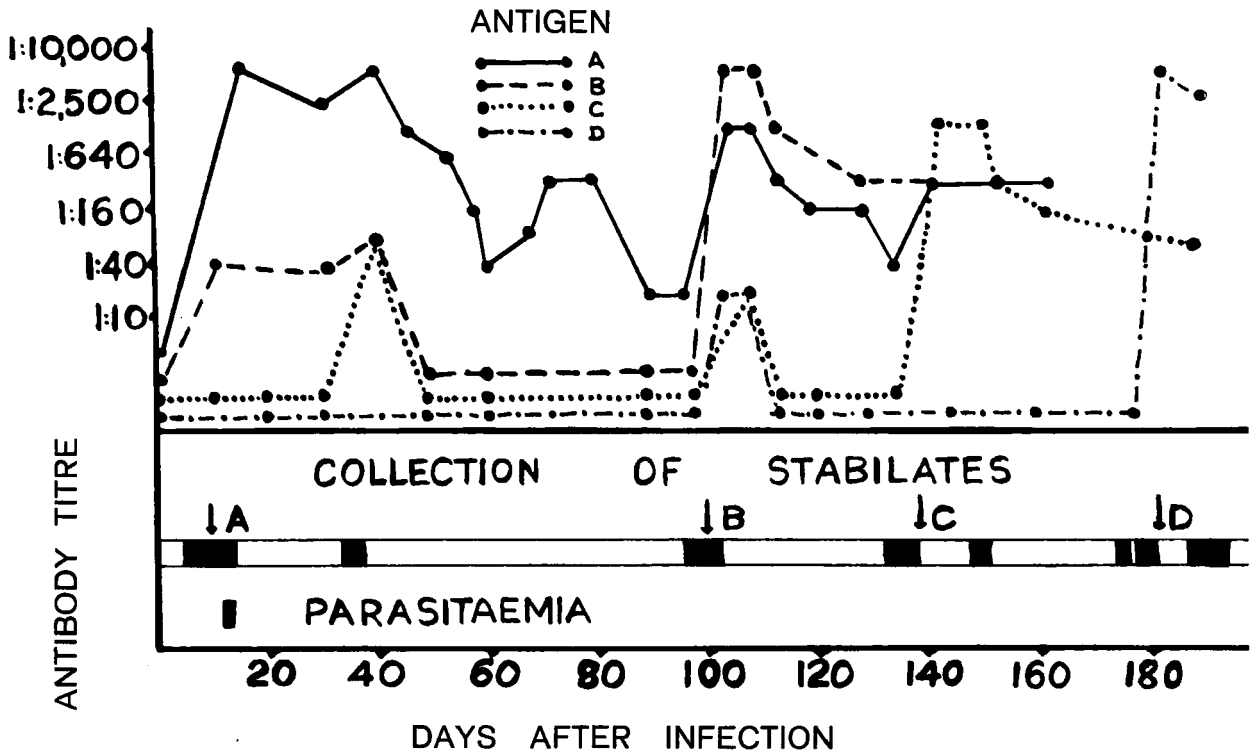 ANTIGEN
A
B
C
D
1:10,000
1:2,500
1:640
1:160
1:40
1:10
ANTIBODY TITRE
COLLECTION OF STABILATES
A B C D
PARASITAEMIA
20 40 60 80 100 120 140 160 180
DAYS AFTER INFECTION